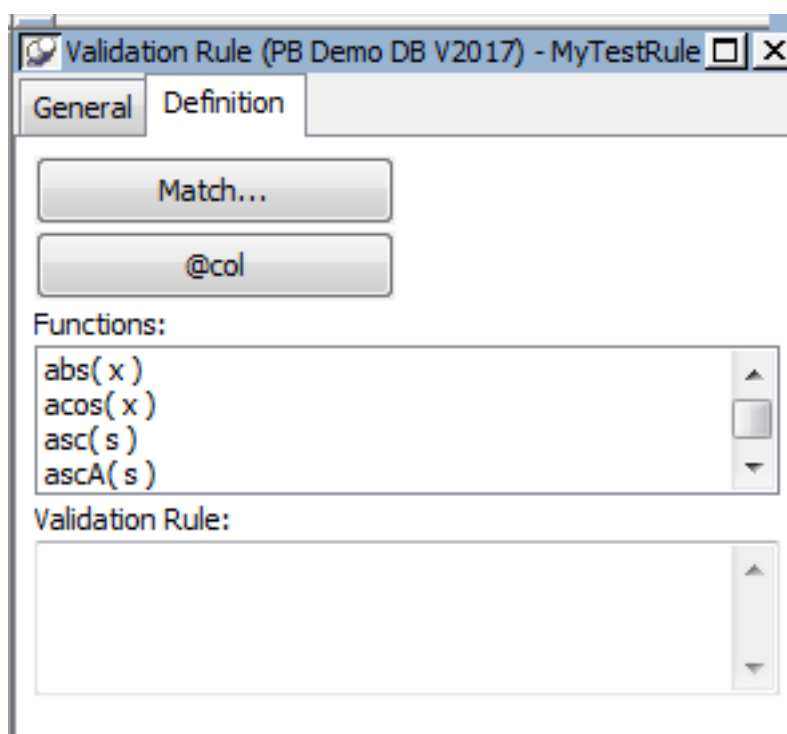 Validation Rule (PB Demo DB V2017) - MyTestRule
General Definition
Match...
@col
Functions:
abs( x )
acos( x )
asc( s )
ascA( s )
Validation Rule: